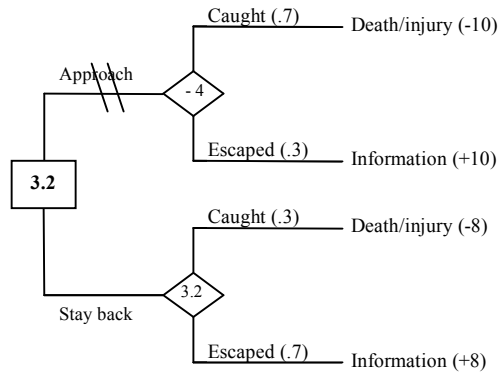 Caught (.7)
Death/injury (-10)
Approach
- 4
Escaped (.3)
Information (+10)
3.2
Caught (.3)
Death/injury (-8)
3.2
Stay back
Escaped (.7)
Information (+8)